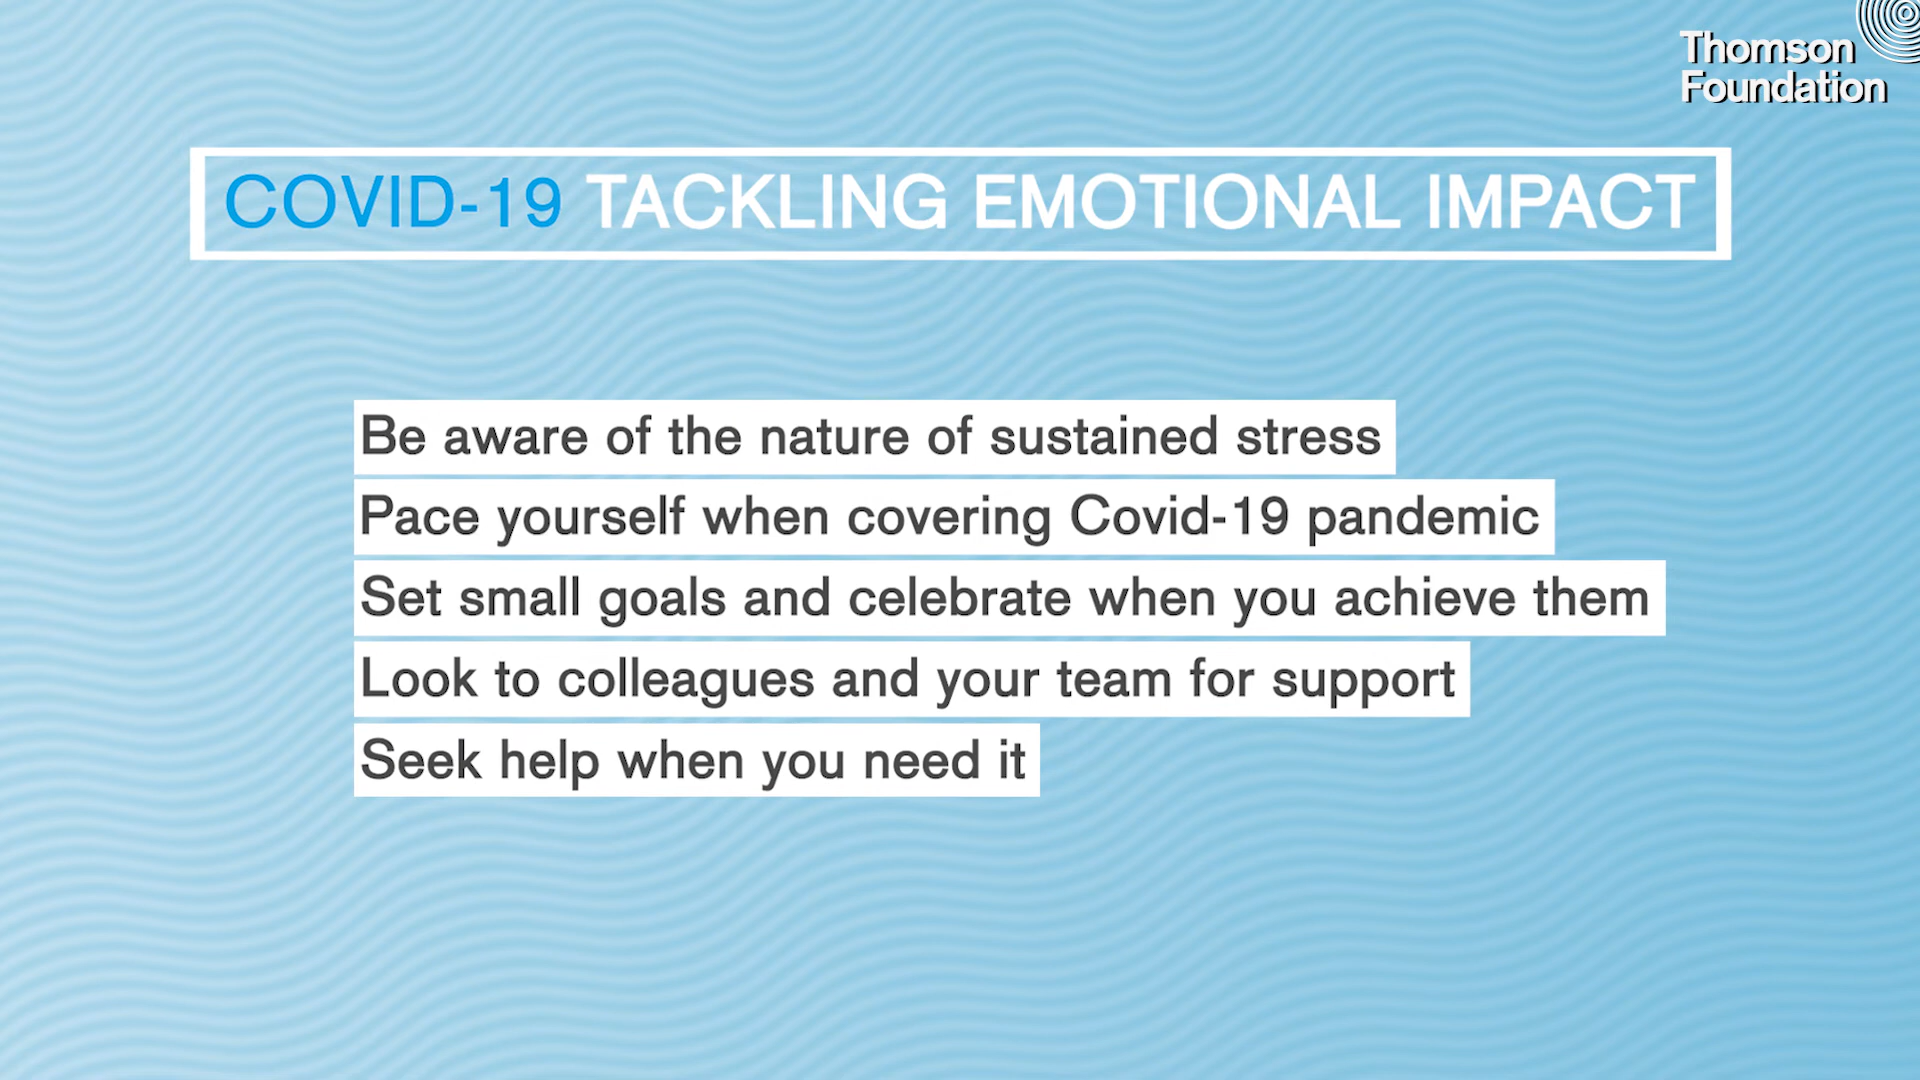 Thomson
Foundation
COVID-19 TACKLING EMOTIONAL IMPACT
Be aware of the nature of sustained stress
Pace yourself when covering Covid-19 pandemic
Set small goals and celebrate when you achieve them
Look to colleagues and your team for support
Seek help when you need it